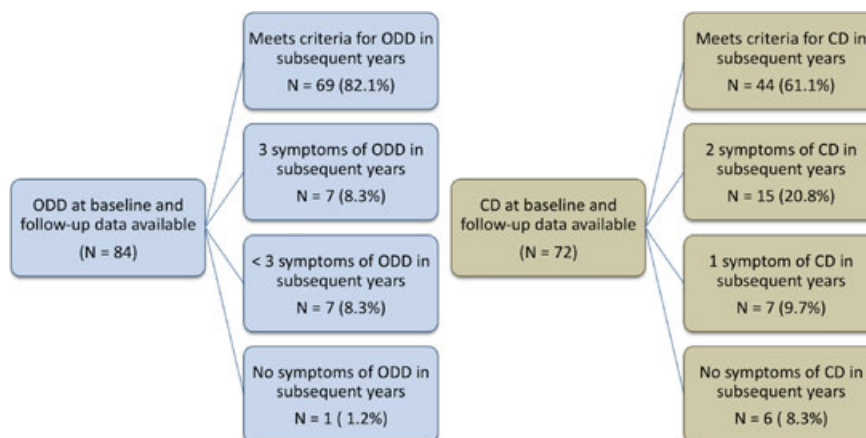 ODD at baseline and
follow-up data available
(N = 84)
Meets criteria for ODD in
subsequent years
N = 69 (82.1%)
3 symptoms of ODD in
subsequent years
N = 7 (8.3%)
< 3 symptoms of ODD in
subsequent years
N = 7 (8.3%)
No symptoms of ODD in
subsequent years
N = 1 ( 1.2%)
CD at baseline and
follow-up data available
(N = 72)
Meets criteria for CD in
subsequent years
N = 44 (61.1%)
2 symptoms of CD in
subsequent years
N = 15 (20.8%)
1 symptom of CD in
subsequent years
N = 7 (9.7%)
No symptoms of CD in
subsequent years
N = 6 ( 8.3%)